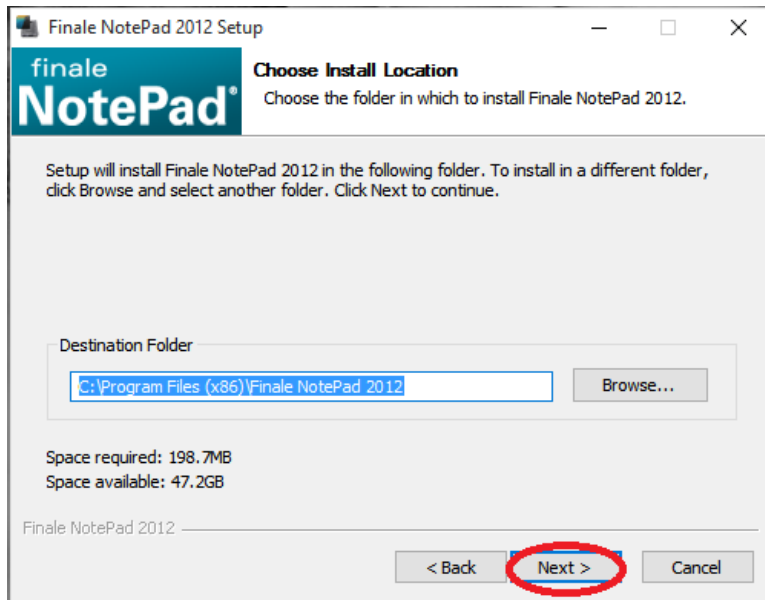 Finale NotePad 2012 Setup
finale
NotePad®
Choose Install Location
Choose the folder in which to install Finale NotePad 2012.
Setup will install Finale NotePad 2012 in the following folder. To install in a different folder,
click Browse and select another folder. Click Next to continue.
Destination Folder
C:\Program Files (x86)\Finale NotePad 2012
Browse...
Space required: 198.7MB
Space available: 47.2GB
Finale NotePad 2012
< Back
Next >
Cancel